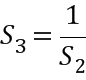 S₃ = 1/S₂